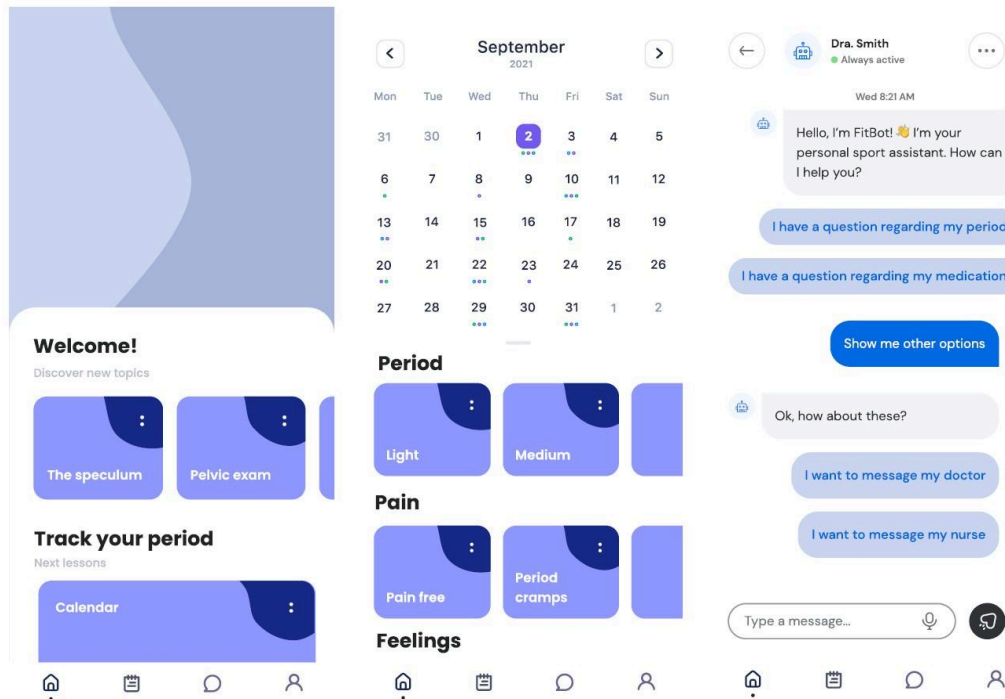 Welcome!
Discover new topics
The speculum
Pelvic exam
Track your period
Next lessons
Calendar
September
2021
Mon Tue Wed Thu Fri Sat Sun
31 30 1 2 3 4 5
6 7 8 9 10 11 12
13 14 15 16 17 18 19
20 21 22 23 24 25 26
27 28 29 30 31 1 2
Period
Light
Medium
Pain
Pain free
Period
cramps
Feelings
Dra. Smith
Always active
Wed 8:21 AM
Hello, I'm FitBot! 👋 I'm your
personal sport assistant. How can
I help you?
I have a question regarding my period
I have a question regarding my medication
Show me other options
Ok, how about these?
I want to message my doctor
I want to message my nurse
Type a message...